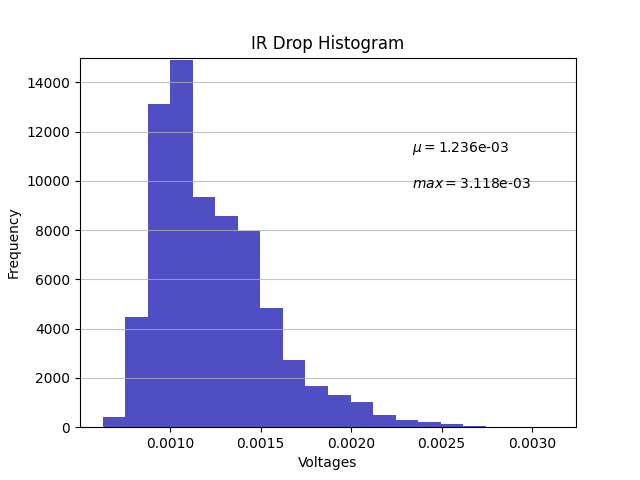 IR Drop Histogram
14000
12000
10000
8000
6000
4000
2000
0
Frequency
μ = 1.236e-03
max = 3.118e-03
0.0010 0.0015 0.0020 0.0025 0.0030
Voltages